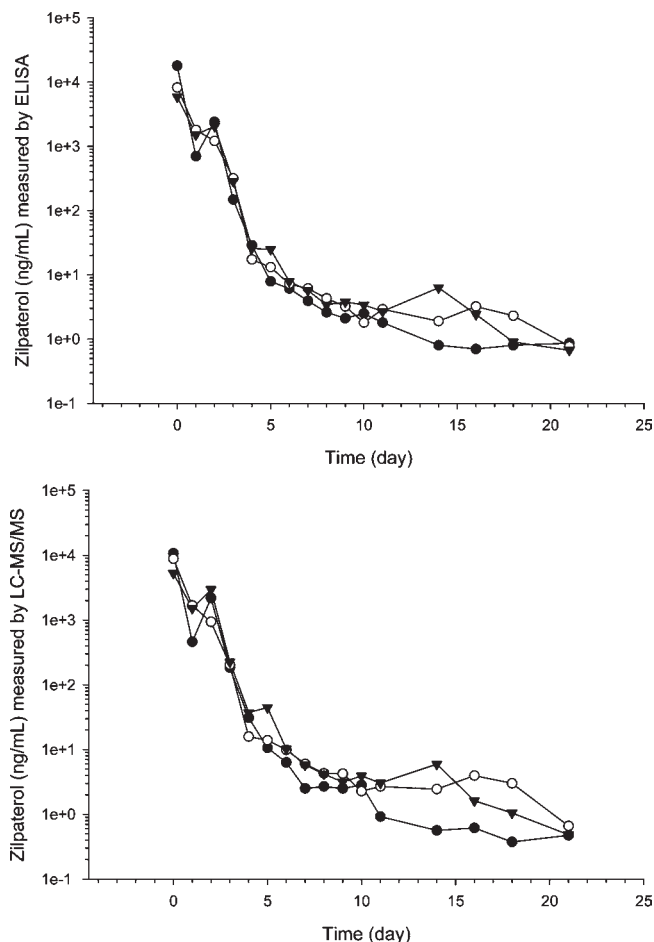 Zilpaterol (ng/mL) measured by ELISA
1e+5
1e+4
1e+3
1e+2
1e+1
1e+0
1e-1
0 5 10 15 20 25
Time (day)
Zilpaterol (ng/mL) measured by LC-MS/MS
1e+5
1e+4
1e+3
1e+2
1e+1
1e+0
1e-1
0 5 10 15 20 25
Time (day)